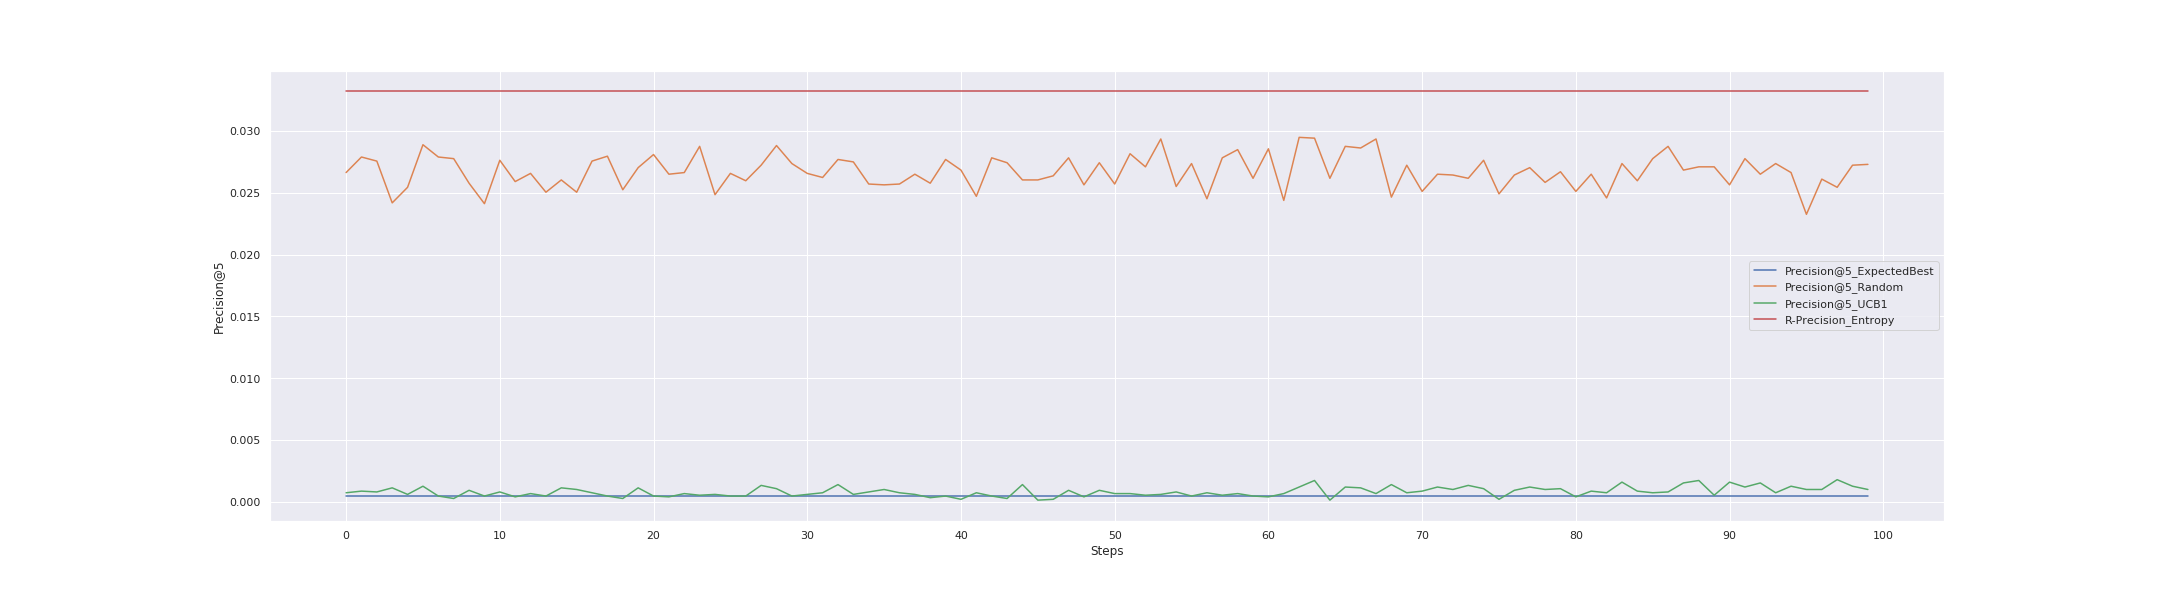 0.030
0.025
0.020
0.015
0.010
0.005
0.000
Precision@5
Precision@5_ExpectedBest
Precision@5_Random
Precision@5_UCB1
R-Precision_Entropy
0 10 20 30 40 50 60 70 80 90 100
Steps